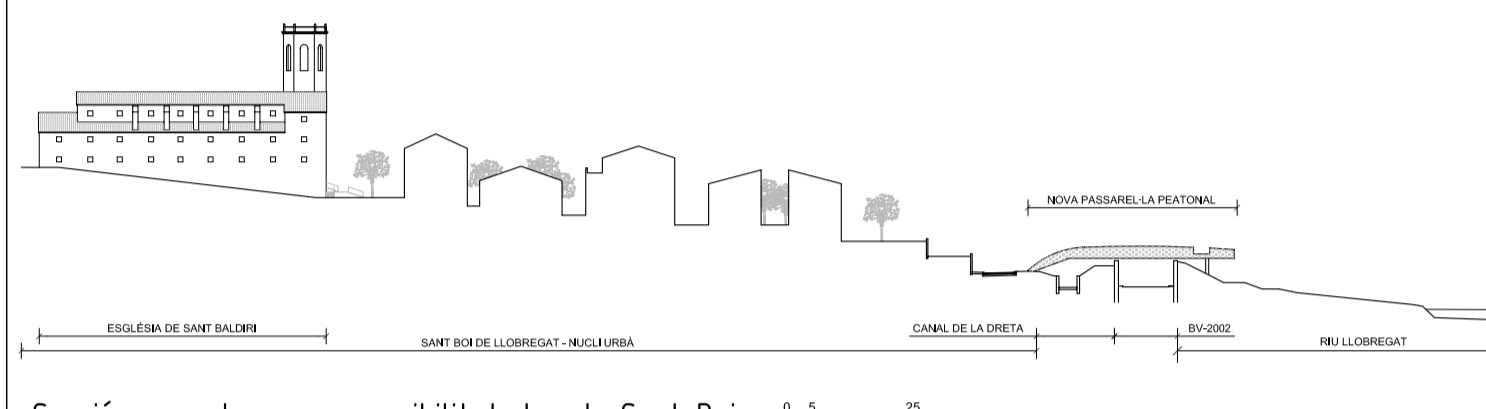 NOVA PASSAREL·LA PEATONAL
ESGLÉSIA DE SANT BALDIRI
CANAL DE LA DRETA
BV-2002
SANT BOI DE LLOBREGAT - NUCLI URBÀ
RIU LLOBREGAT
0 5 25